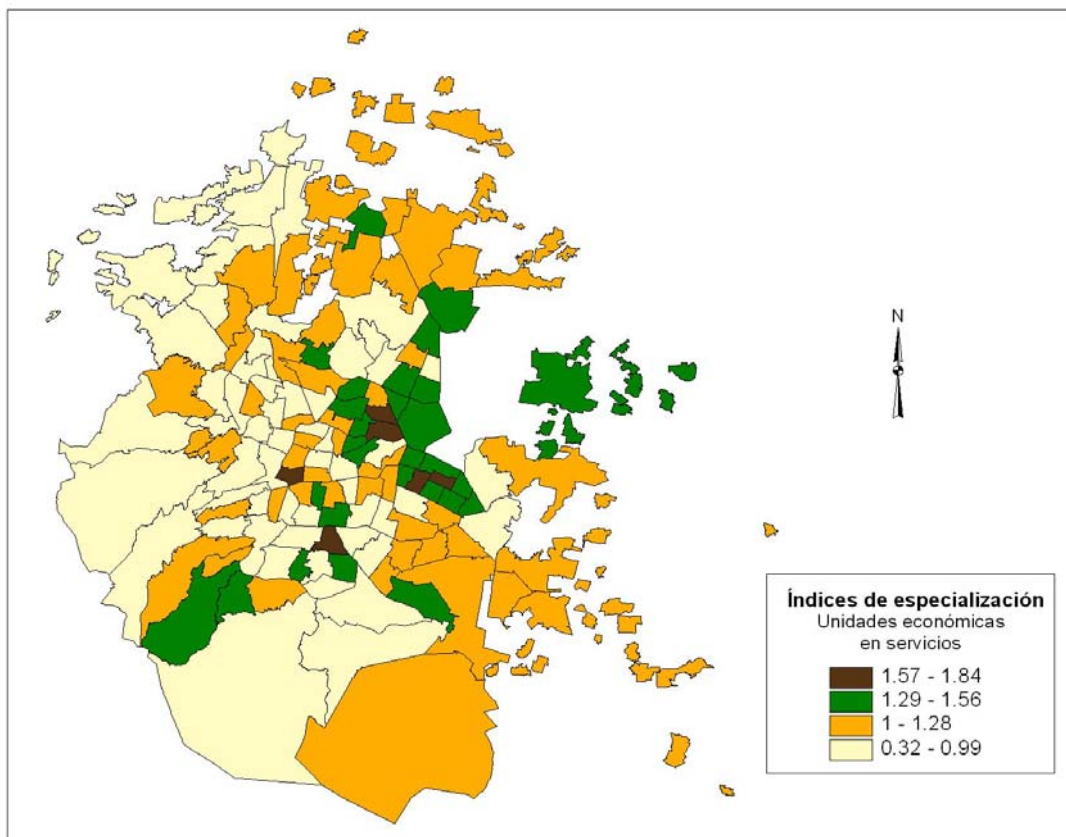 N
Índices de especialización
Unidades económicas
en servicios
1.57 - 1.84
1.29 - 1.56
1 - 1.28
0.32 - 0.99